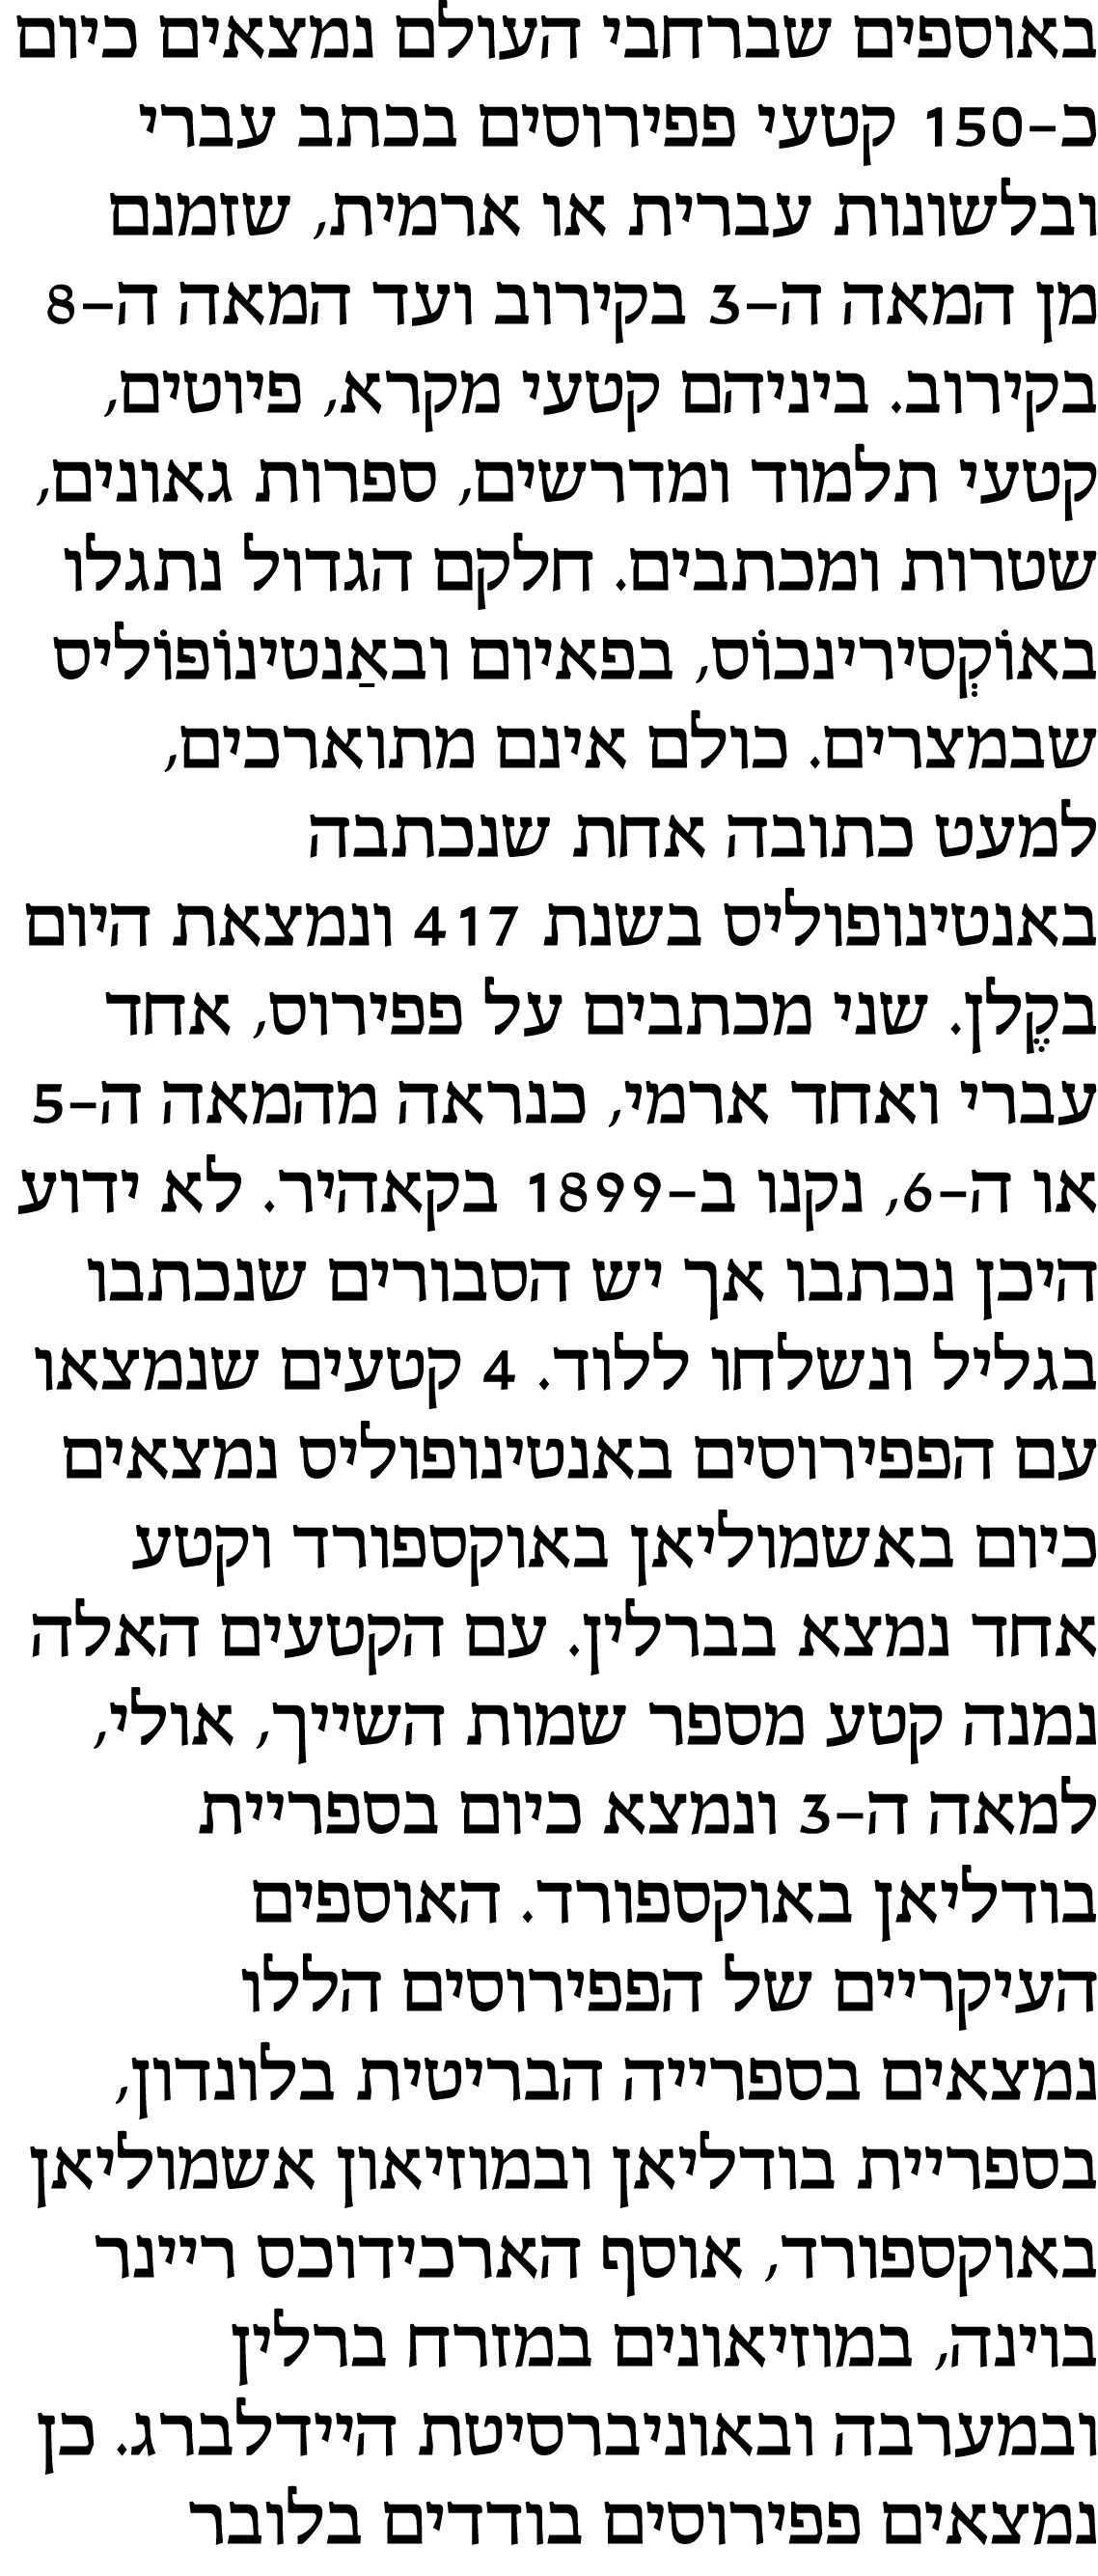 באוספים שברחבי העולם נמצאים כיום
כ–150 קטעי פפירוסים בכתב עברי
ובלשונות עברית או ארמית, שזמנם
מן המאה ה–3 בקירוב ועד המאה ה–8
בקירוב. ביניהם קטעי מקרא, פיוטים,
קטעי תלמוד ומדרשים, ספרות גאונים,
שטרות ומכתבים. חלקם הגדול נתגלו
באוֹקְסירינכוֹס, בפאיום ובאַנטינוֹפּוֹליס
שבמצרים. כולם אינם מתוארכים,
למעט כתובה אחת שנכתבה
באנטינופוליס בשנת 417 ונמצאת היום
בקֶלן. שני מכתבים על פפירוס, אחד
עברי ואחד ארמי, כנראה מהמאה ה–5
או ה–6, נקנו ב–1899 בקאהיר. לא ידוע
היכן נכתבו אך יש הסבורים שנכתבו
בגליל ונשלחו ללוד. 4 קטעים שנמצאו
עם הפפירוסים באנטינופוליס נמצאים
כיום באשמוליאן באוקספורד וקטע
אחד נמצא בברלין. עם הקטעים האלה
נמנה קטע מספר שמות השייך, אולי,
למאה ה–3 ונמצא כיום בספריית
בודליאן באוקספורד. האוספים
העיקריים של הפפירוסים הללו
נמצאים בספרייה הבריטית בלונדון,
בספריית בודליאן ובמוזיאון אשמוליאן
באוקספורד, אוסף הארכידוכס ריינר
בוינה, במוזיאונים במזרח ברלין
ובמערבה ובאוניברסיטת היידלברג. כן
נמצאים פפירוסים בודדים בלובר